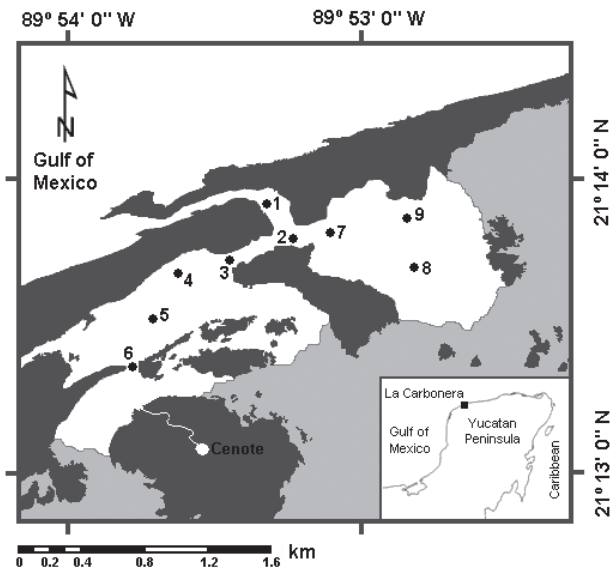 89º 54' 0'' W
89º 53' 0'' W
N
Gulf of
Mexico
21º 14' 0'' N
1
2
7
9
3
4
8
5
6
Cenote
La Carbonera
Gulf of
Mexico
Yucatan
Peninsula
Caribbean
21º 13' 0'' N
0 0.2 0.4 0.8 1.2 1.6 km